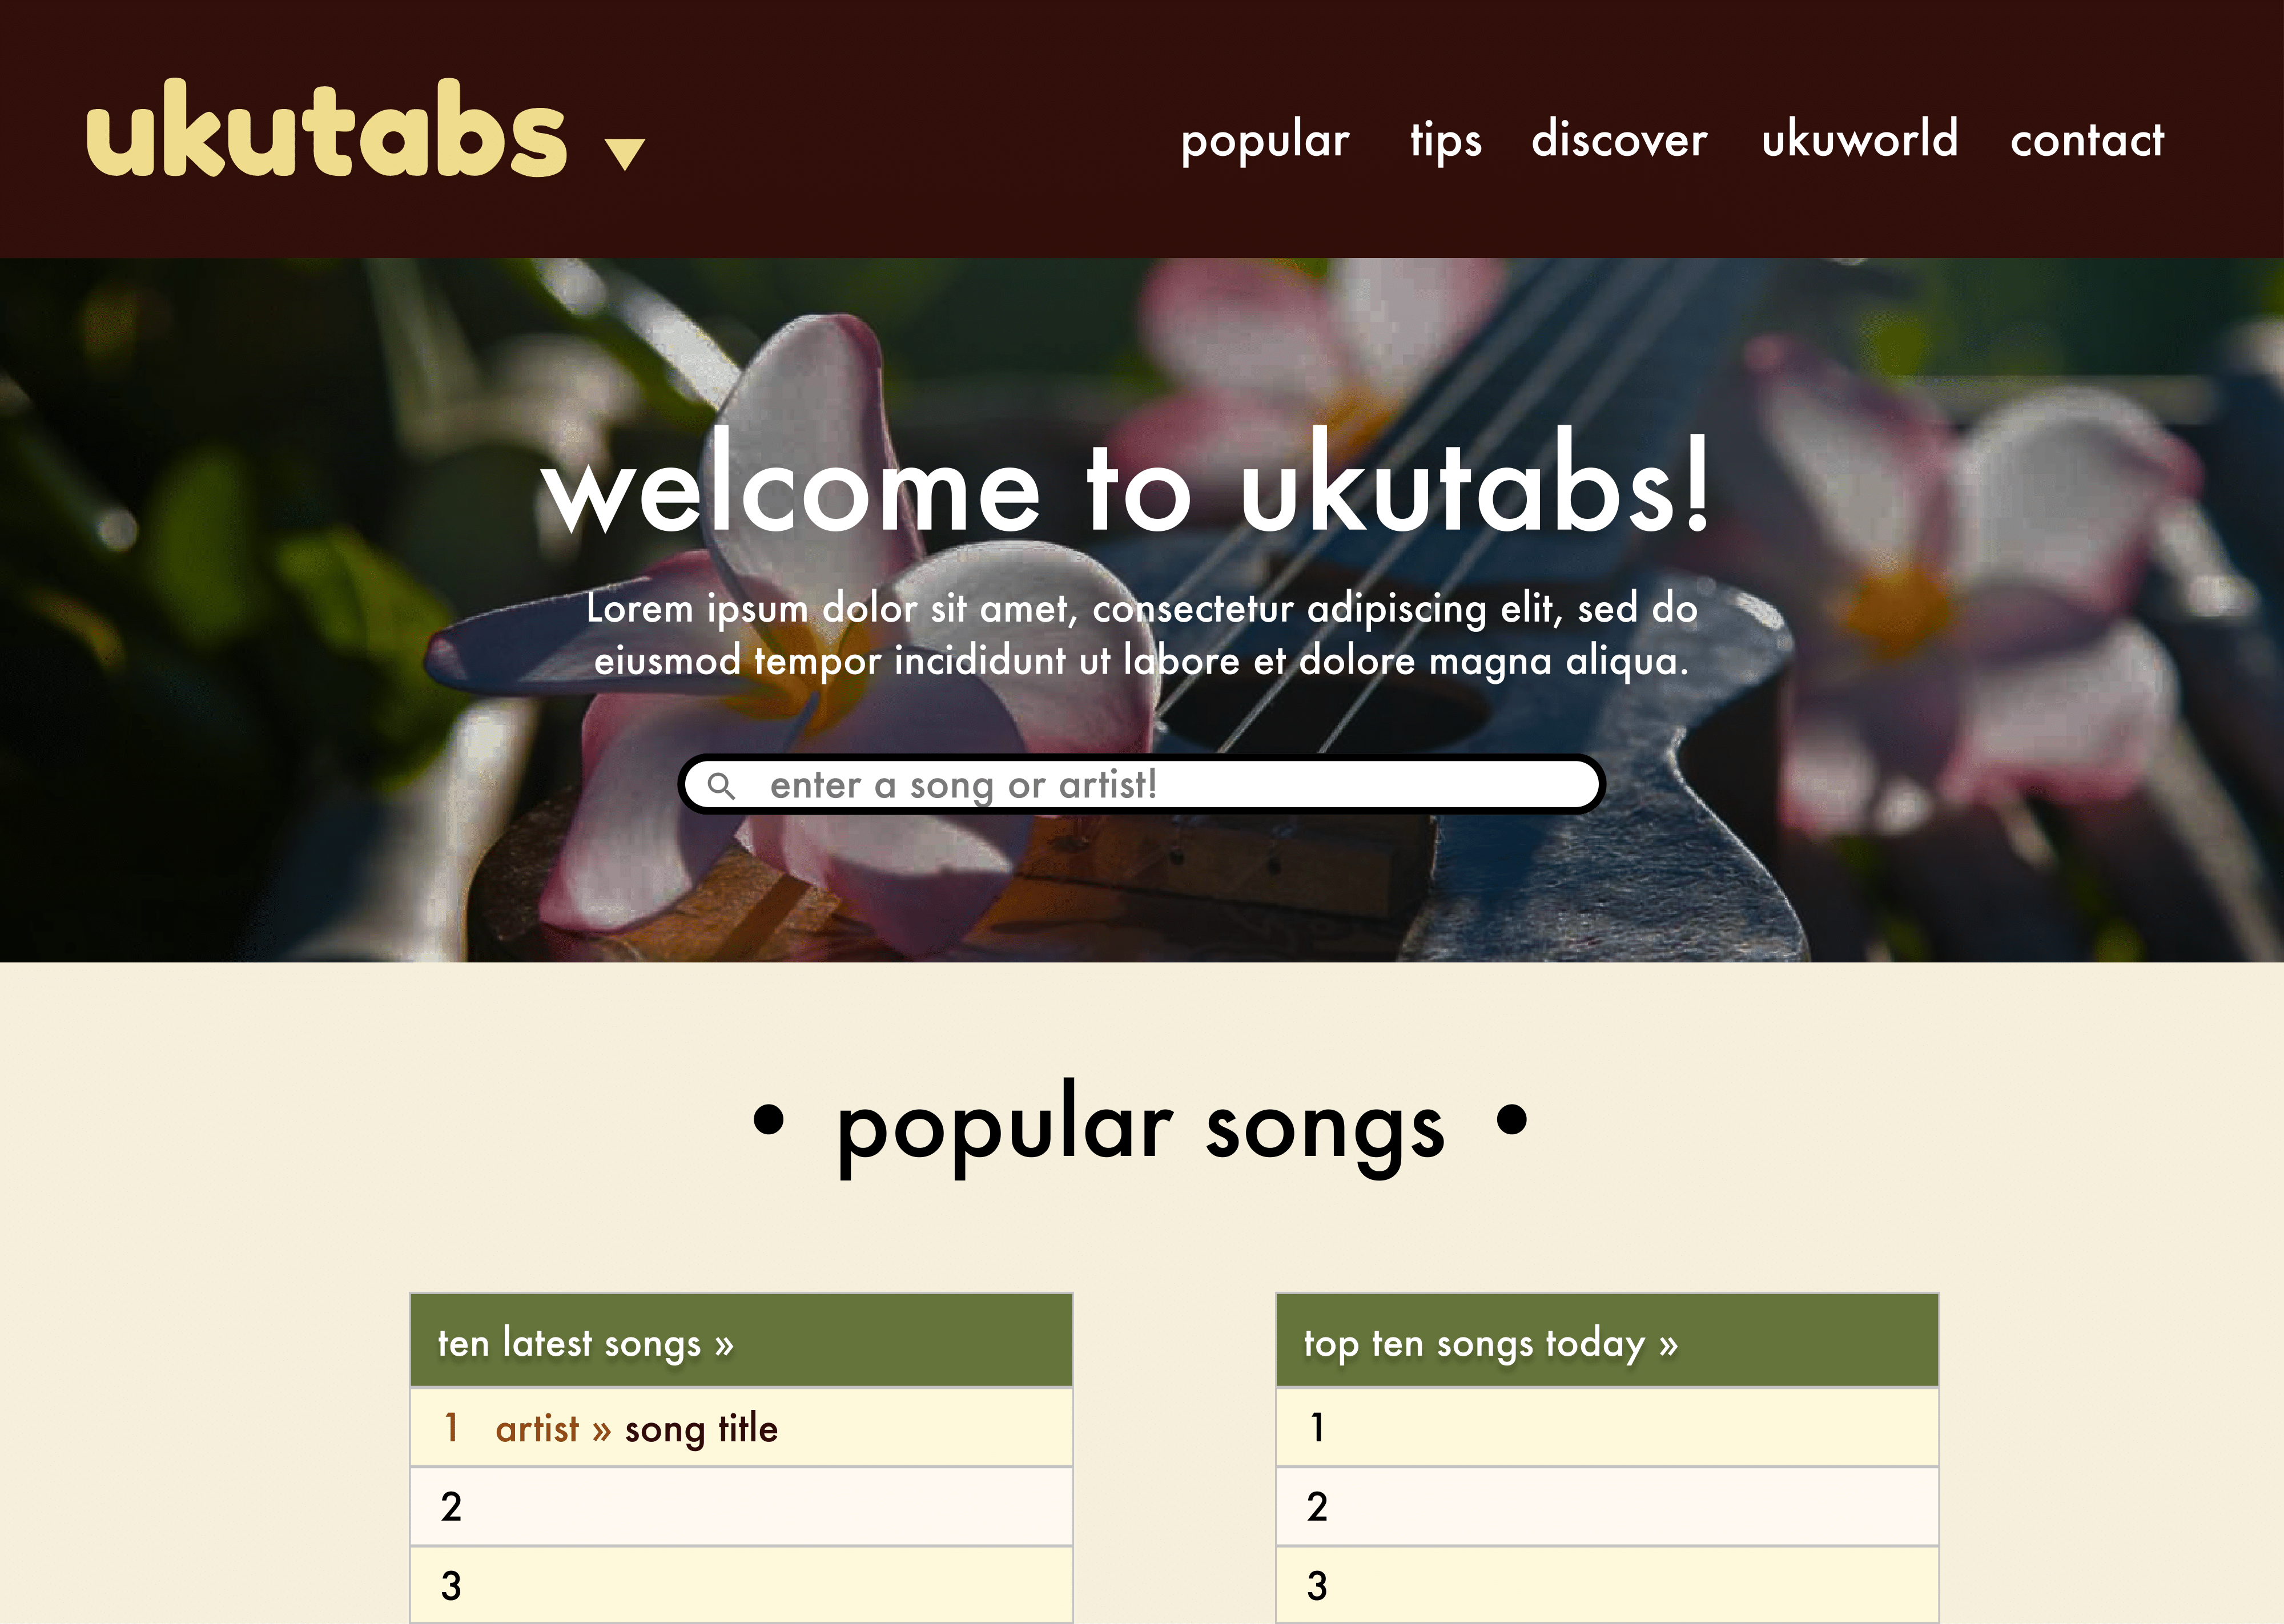 ukutabs ▼
popular tips discover ukuworld contact
welcome to ukutabs!
Lorem ipsum dolor sit amet, consectetur adipiscing elit, sed do
eiusmod tempor incididunt ut labore et dolore magna aliqua.
enter a song or artist!
• popular songs •
ten latest songs »
1 artist » song title
2
3
top ten songs today »
1
2
3